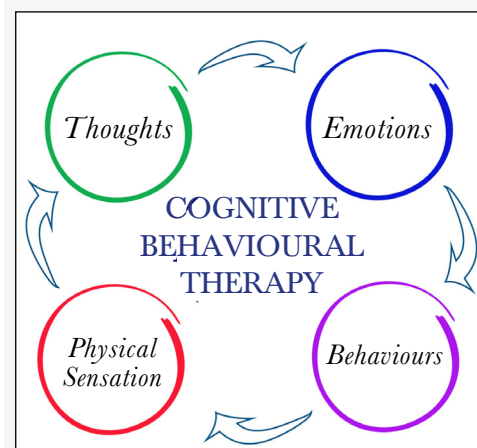 Thoughts
Emotions
COGNITIVE
BEHAVIOURAL
THERAPY
Physical
Sensation
Behaviours